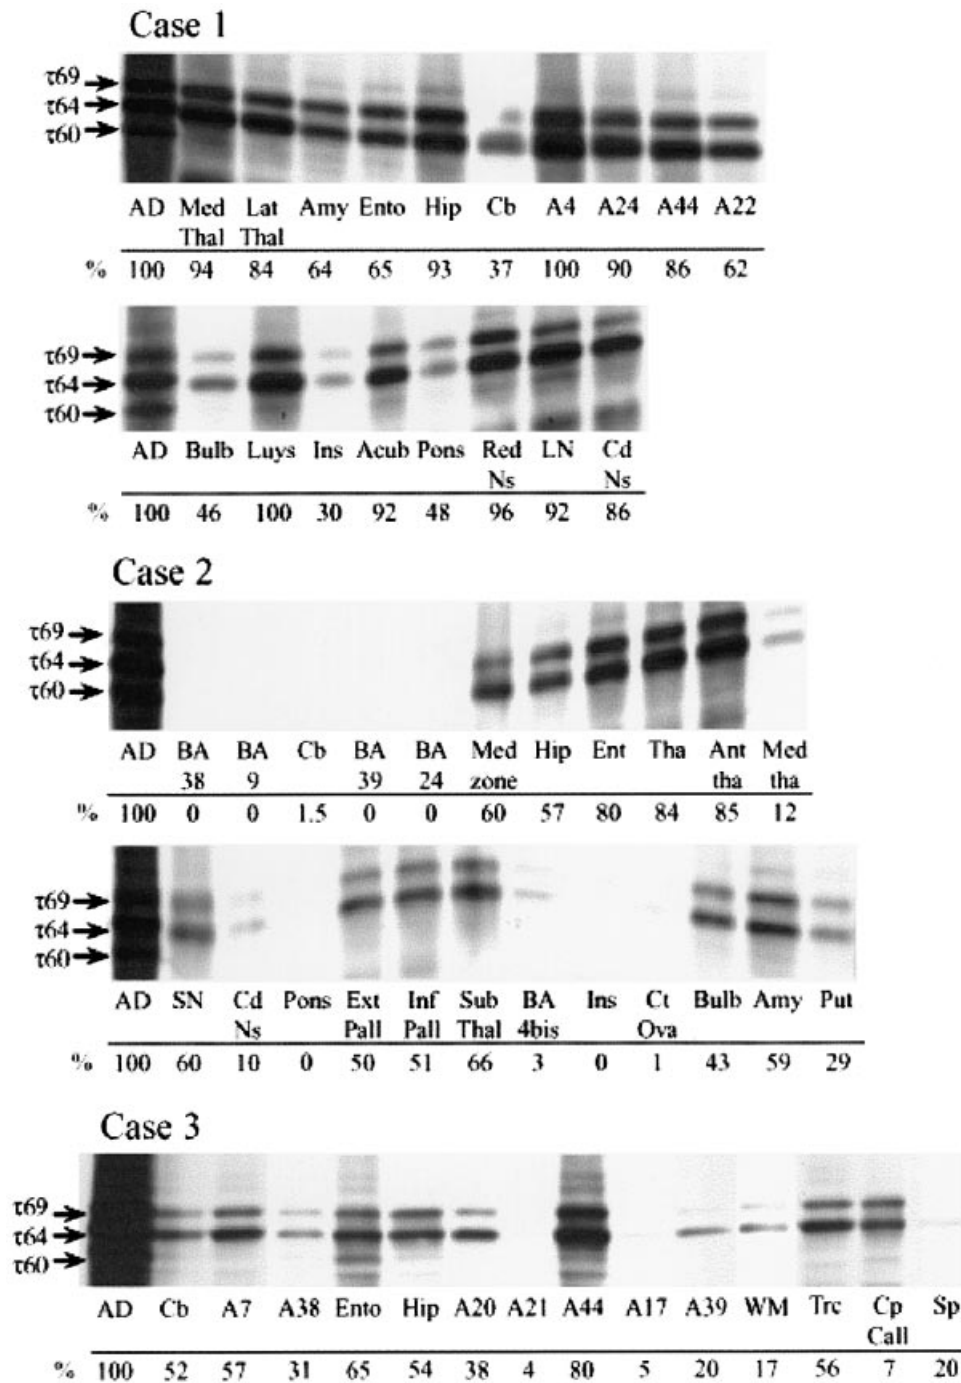 Case 1
τ69
τ64
τ60
AD Med Lat Amy Ento Hip Cb A4 A24 A44 A22
Thal Thal
% 100 94 84 64 65 93 37 100 90 86 62
τ69
τ64
τ60
AD Bulb Luys Ins Acub Pons Red LN Cd
Ns Ns
% 100 46 100 30 92 48 96 92 86
Case 2
τ69
τ64
τ60
AD BA BA Cb BA BA Med Hip Ent Tha Ant Med
38 9 39 24 zone tha tha
% 100 0 0 1.5 0 0 60 57 80 84 85 12
τ69
τ64
τ60
AD SN Cd Pons Ext Inf Sub BA Ins Ct Bulb Amy Put
Ns Pall Pall Thal 4bis Ova
% 100 60 10 0 50 51 66 3 0 1 43 59 29
Case 3
τ69
τ64
τ60
AD Cb A7 A38 Ento Hip A20 A21 A44 A17 A39 WM Trc Cp Sp
Call
% 100 52 57 31 65 54 38 4 80 5 20 17 56 7 20